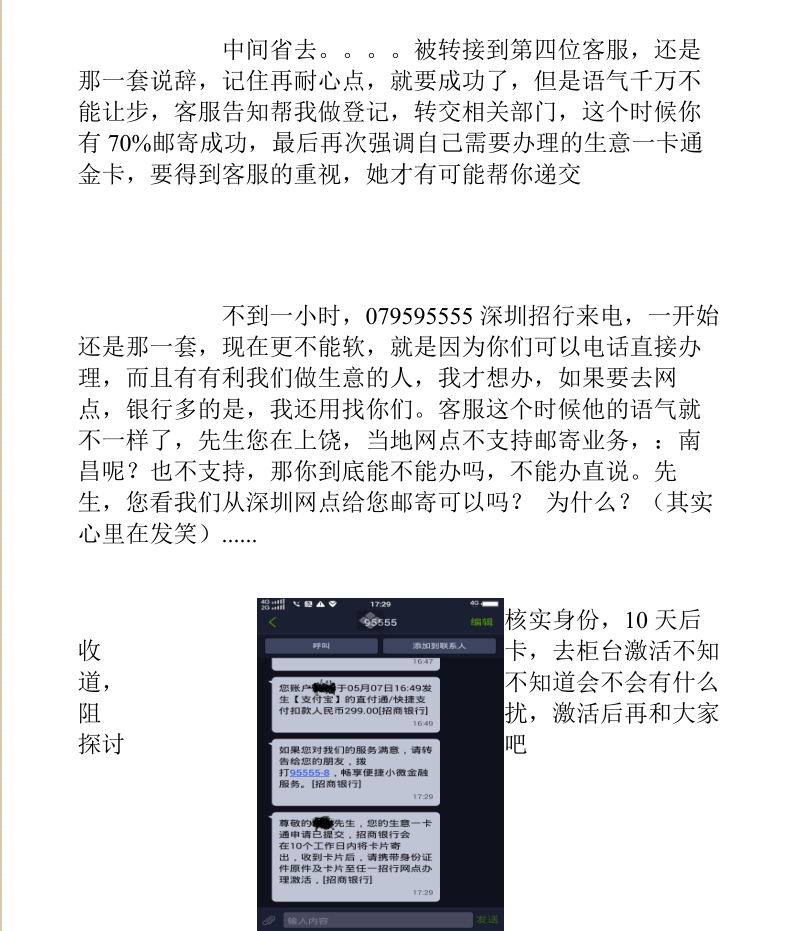 中间省去。。。。被转接到第四位客服，还是
那一套说辞，记住再耐心点，就要成功了，但是语气千万不
能让步，客服告知帮我做登记，转交相关部门，这个时候你
有 70%邮寄成功，最后再次强调自己需要办理的生意一卡通
金卡，要得到客服的重视，她才有可能帮你递交
不到一小时，079595555 深圳招行来电，一开始
还是那一套，现在更不能软，就是因为你们可以电话直接办
理，而且有有利我们做生意的人，我才想办，如果要去网
点，银行多的是，我还用找你们。客服这个时候他的语气就
不一样了，先生您在上饶，当地网点不支持邮寄业务，：南
昌呢？也不支持，那你到底能不能办吗，不能办直说。先
生，您看我们从深圳网点给您邮寄可以吗？ 为什么？（其实
心里在发笑）......
核实身份，10 天后
收 卡，去柜台激活不知
道， 不知道会不会有什么
阻 扰，激活后再和大家
探讨 吧
4G 2G 17:29 4G
95555 编辑
呼叫 添加到联系人
16:47
您账户 于05月07日16:49发
生【支付宝】的直付通/快捷支
付扣款人民币299.00[招商银行]
16:49
如果您对我们的服务满意，请转
告给您的朋友，拨
打95555-8，畅享便捷小微金融
服务。[招商银行]
17:29
尊敬的 先生，您的生意一卡
通申请已提交，招商银行会
在10个工作日内将卡片寄
出，收到卡片后，请携带身份证
件原件及卡片至任一招行网点办
理激活，[招商银行]
17:29
输入内容 发送